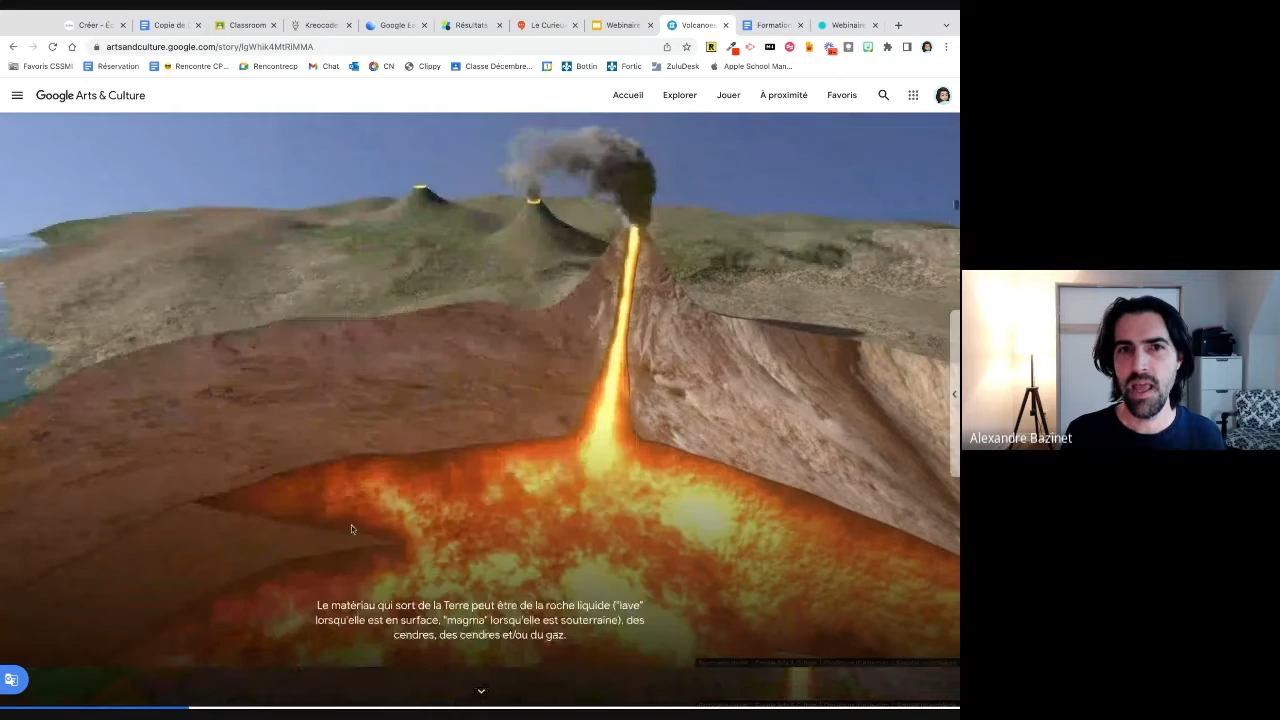 Créer - Éc
Copie de L
Classroom
Kreocode
Google Ea
Résultats
Le Curieux
Webinaire
Volcanoes
Formation
Webinaire
artsandculture.google.com/story/lgWhik4MtRiMMA
Favoris CSSMI
Réservation
Rencontre CP...
Rencontrecp
Chat
CN
Clippy
Classe Décembre...
Bottin
Fortic
ZuluDesk
Apple School Man...
Google Arts & Culture
Accueil
Explorer
Jouer
À proximité
Favoris
Alexandre Bazinet
Le matériau qui sort de la Terre peut être de la roche liquide ("lave"
lorsqu'elle est en surface, "magma" lorsqu'elle est souterraine), des
cendres, des cendres et/ou du gaz.